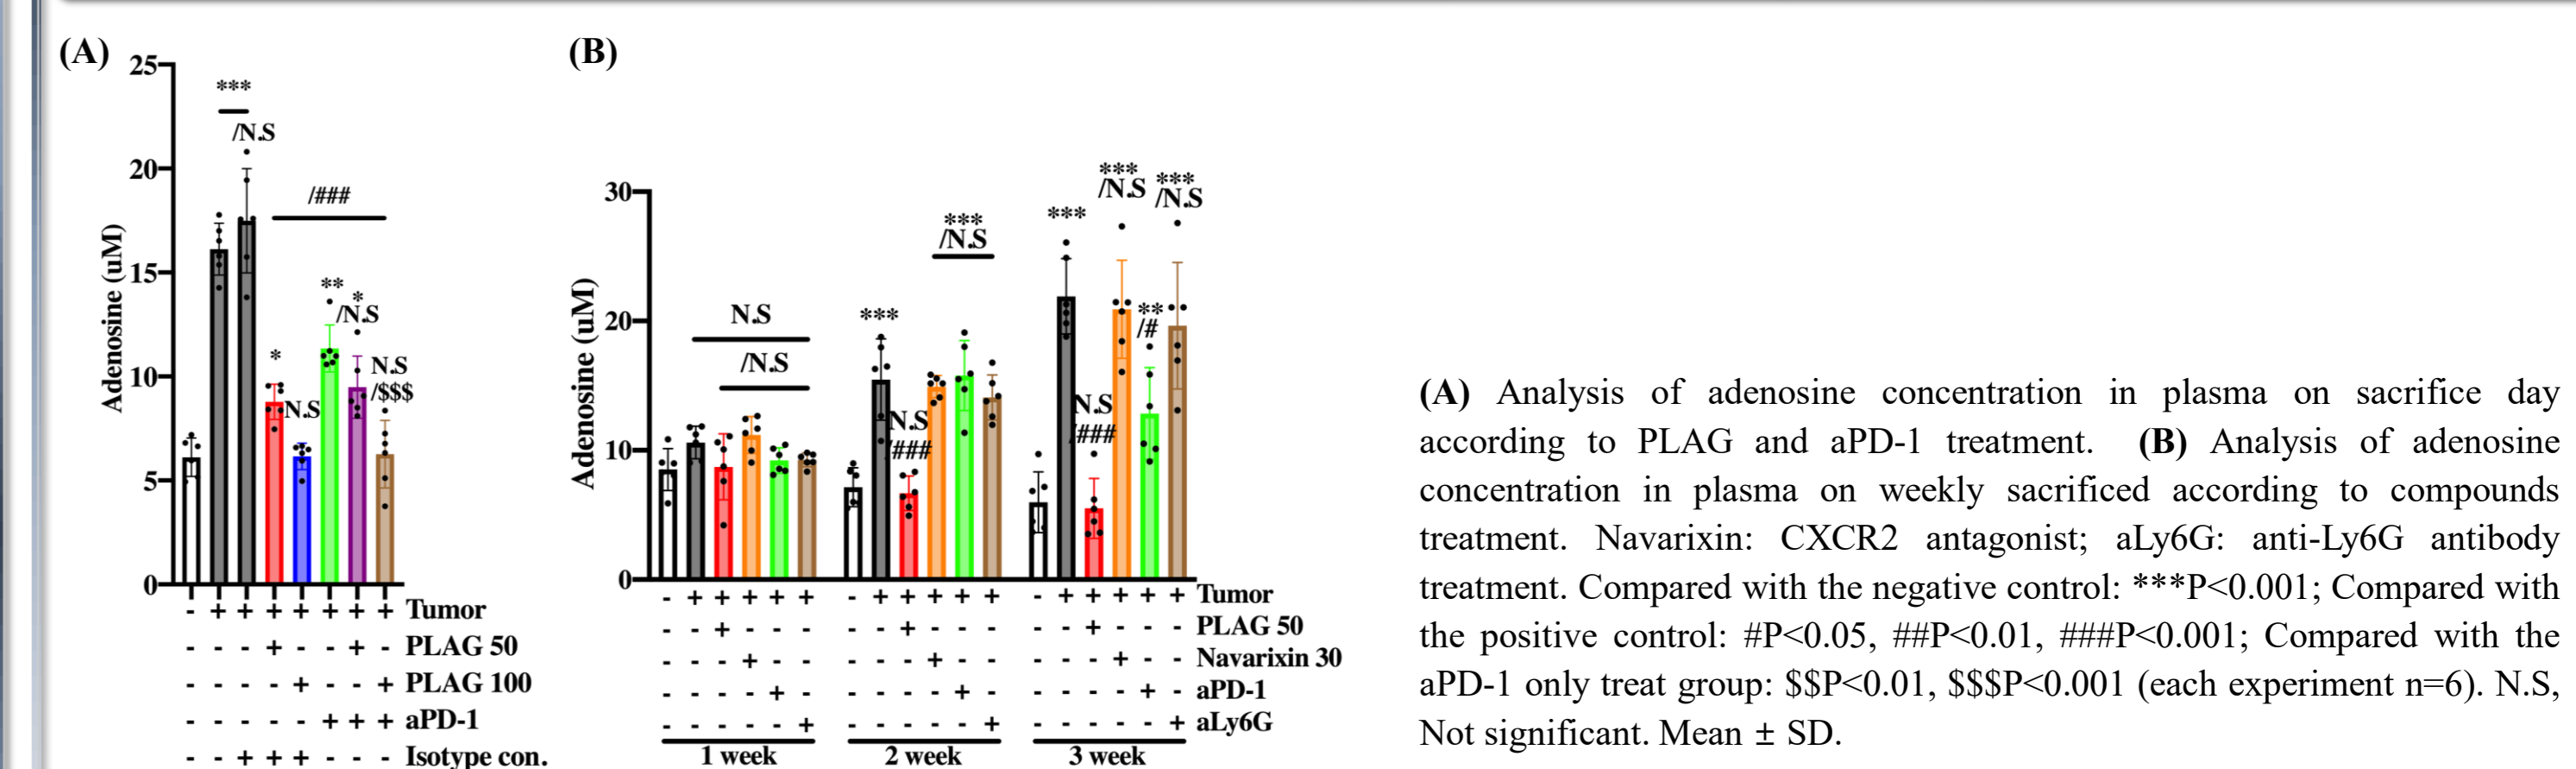 (A)
(B)
25
20
15
10
5
0
Adenosine (uM)
***
/N.S
/###
*
N.S
**
*
/N.S
N.S
/$$$
- + + + + + + + Tumor
- - - + - - + - PLAG 50
- - - - + - - + PLAG 100
- - - - - + + + aPD-1
- - + + + - - - Isotype con.
30
20
10
0
Adenosine (uM)
N.S
/N.S
***
N.S
/###
***
/N.S
***
N.S
/###
***
/N.S
**
/#
***
/N.S
- + + + + + - + + + + + - + + + + + Tumor
- - + - - - - - + - - - - - + - - - PLAG 50
- - - + - - - - - + - - - - - + - - Navarixin 30
- - - - + - - - - - + - - - - - + - aPD-1
- - - - - + - - - - - + - - - - - + aLy6G
1 week 2 week 3 week
(A) Analysis of adenosine concentration in plasma on sacrifice day
according to PLAG and aPD-1 treatment. (B) Analysis of adenosine
concentration in plasma on weekly sacrificed according to compounds
treatment. Navarixin: CXCR2 antagonist; aLy6G: anti-Ly6G antibody
treatment. Compared with the negative control: ***P<0.001; Compared with
the positive control: #P<0.05, ##P<0.01, ###P<0.001; Compared with the
aPD-1 only treat group: $$P<0.01, $$$P<0.001 (each experiment n=6). N.S,
Not significant. Mean ± SD.